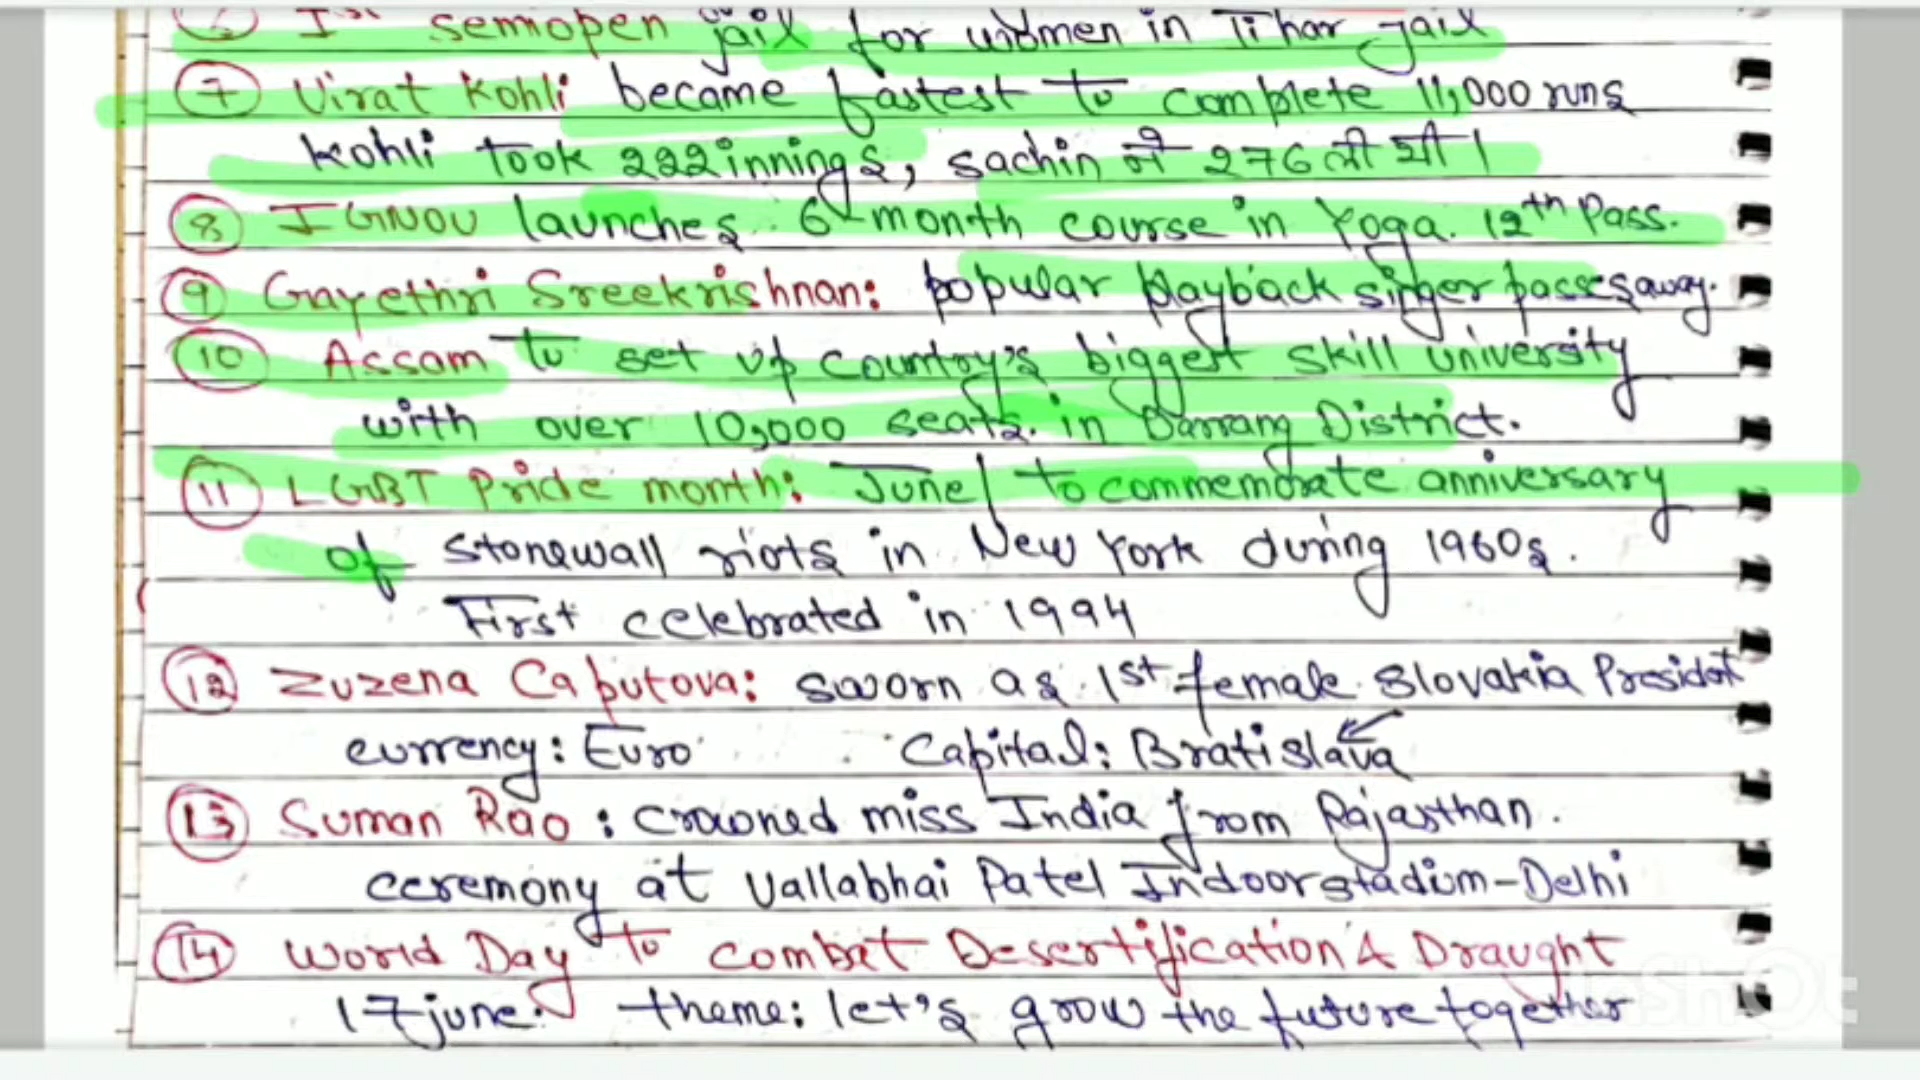 ⑥ Ist semiopen jail for women in Tihar jail
⑦ Virat Kohli became fastest to complete 11,000 runs
Kohli took 222 innings, sachin ने 276 ली थी।
⑧ IGNOU launches 6-month course in Yoga. 12th Pass.
⑨ Gayethri Sreekrishnan: popular playback singer passes away.
⑩ Assam to set up country's biggest skill university
with over 10,000 seats. in Darrang District.
⑪ LGBT Pride month: June / to commemorate anniversary
of stonewall riots in New York during 1960s.
First celebrated in 1994
⑫ Zuzena Caputova: sworn as 1st female Slovakia President
currency: Euro Capital: Bratislava
⑬ Suman Rao: crowned miss India from Rajasthan.
ceremony at Vallabhai Patel Indoorstadium-Delhi
⑭ World Day to combat Desertification & Draught
17 june. theme: let's grow the future together
InShOt